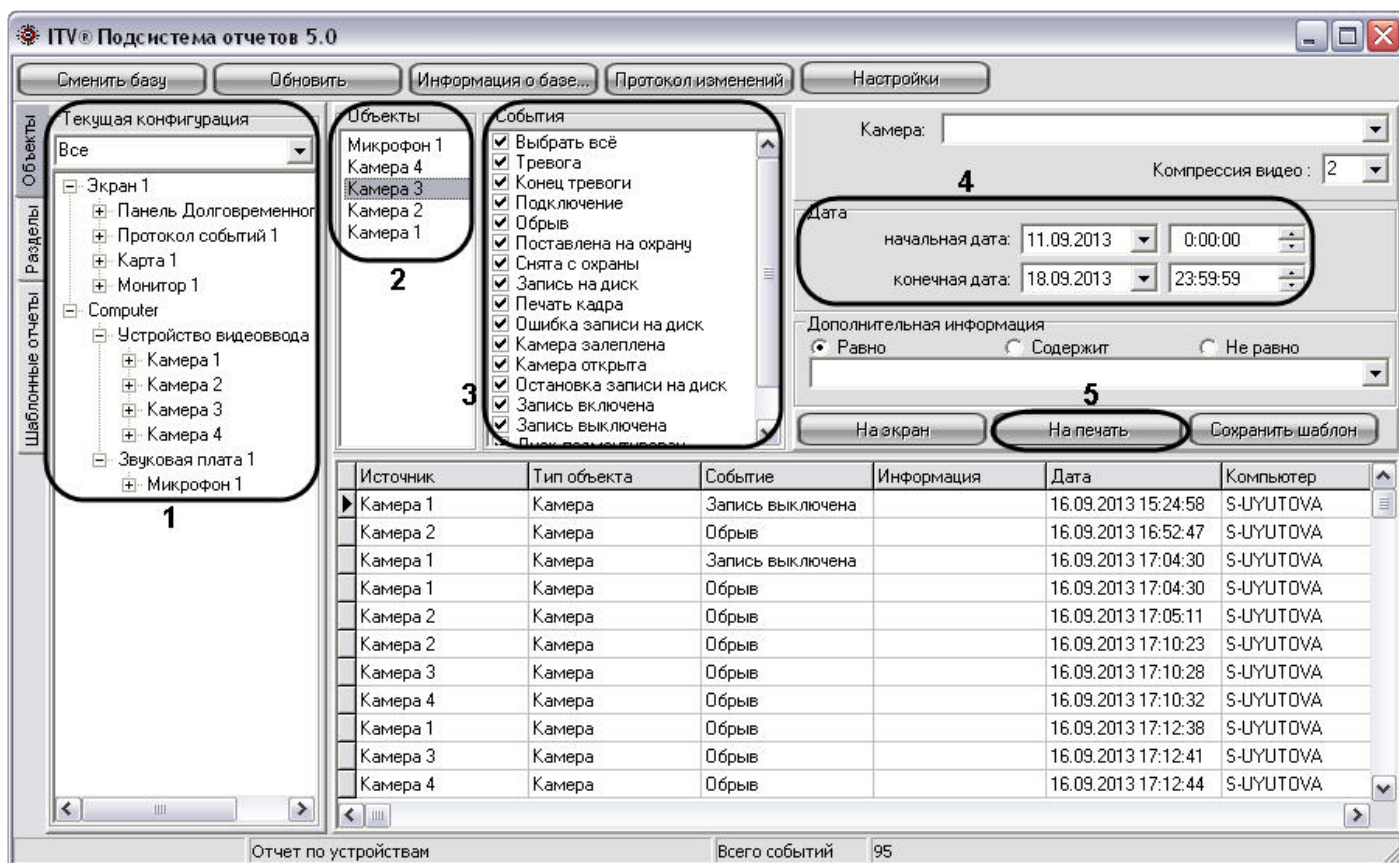 ITV® Подсистема отчетов 5.0
Сменить базу Обновить Информация о базе... Протокол изменений Настройки
Объекты
Разделы
Шаблонные отчеты
Текущая конфигурация
Все
Экран 1
Панель Долговременног
Протокол событий 1
Карта 1
Монитор 1
Computer
Устройство видеоввода
Камера 1
Камера 2
Камера 3
Камера 4
Звуковая плата 1
Микрофон 1
1
Объекты
Микрофон 1
Камера 4
Камера 3
Камера 2
Камера 1
2
События
Выбрать всё
Тревога
Конец тревоги
Подключение
Обрыв
Поставлена на охрану
Снята с охраны
Запись на диск
Печать кадра
Ошибка записи на диск
Камера залеплена
Камера открыта
Остановка записи на диск
Запись включена
Запись выключена
3
Камера:
Компрессия видео : 2
4
Дата
начальная дата: 11.09.2013 0:00:00
конечная дата: 18.09.2013 23:59:59
Дополнительная информация
Равно Содержит Не равно
5
На экран На печать Сохранить шаблон
Источник Тип объекта Событие Информация Дата Компьютер
Камера 1 Камера Запись выключена 16.09.2013 15:24:58 S-UYUTOVA
Камера 2 Камера Обрыв 16.09.2013 16:52:47 S-UYUTOVA
Камера 1 Камера Запись выключена 16.09.2013 17:04:30 S-UYUTOVA
Камера 1 Камера Обрыв 16.09.2013 17:04:30 S-UYUTOVA
Камера 2 Камера Обрыв 16.09.2013 17:05:11 S-UYUTOVA
Камера 2 Камера Обрыв 16.09.2013 17:10:23 S-UYUTOVA
Камера 3 Камера Обрыв 16.09.2013 17:10:28 S-UYUTOVA
Камера 4 Камера Обрыв 16.09.2013 17:10:32 S-UYUTOVA
Камера 1 Камера Обрыв 16.09.2013 17:12:38 S-UYUTOVA
Камера 3 Камера Обрыв 16.09.2013 17:12:41 S-UYUTOVA
Камера 4 Камера Обрыв 16.09.2013 17:12:44 S-UYUTOVA
Отчет по устройствам Всего событий 95